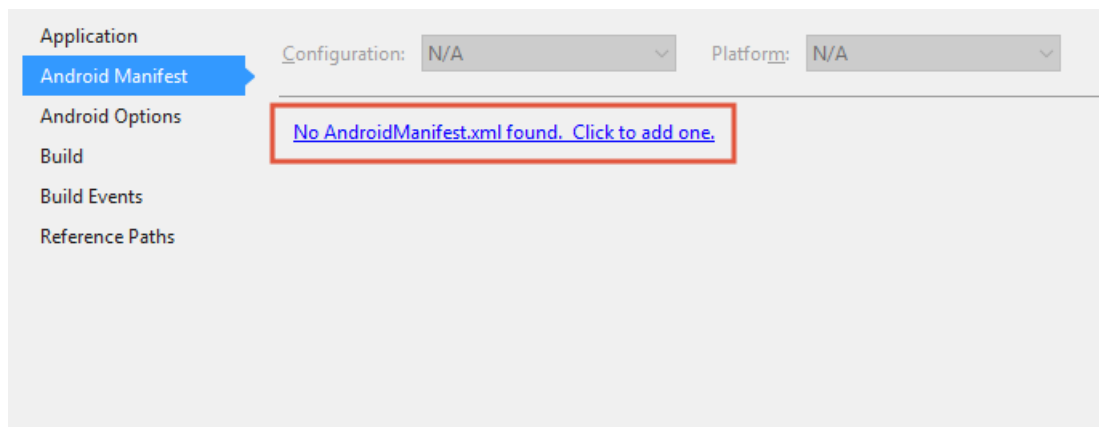 Application
Configuration: N/A Platform: N/A
Android Manifest
Android Options
No AndroidManifest.xml found.  Click to add one.
Build
Build Events
Reference Paths